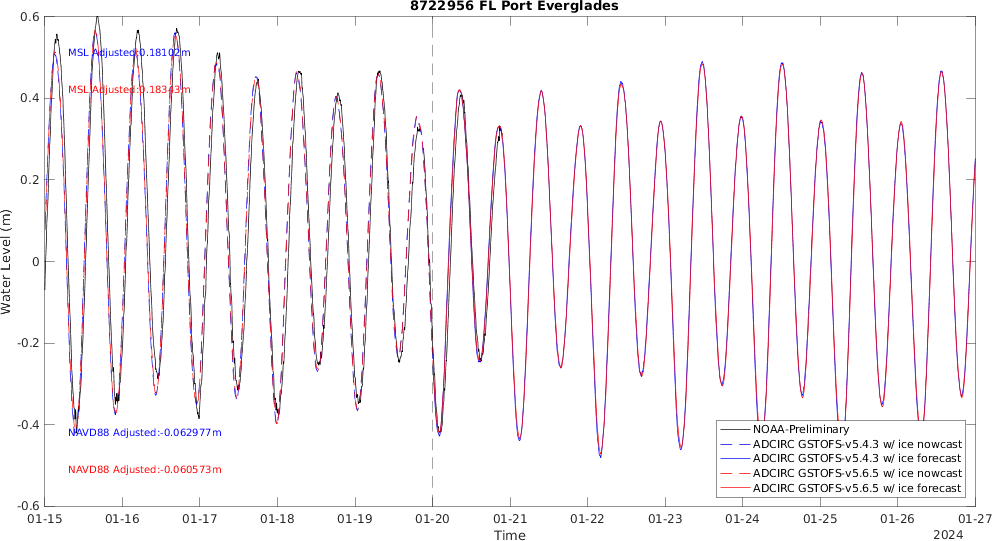 8722956 FL Port Everglades
0.6
0.4
0.2
0
-0.2
-0.4
-0.6
Water Level (m)
MSL Adjusted:0.18102m
MSL Adjusted:0.18343m
NAVD88 Adjusted:-0.062977m
NAVD88 Adjusted:-0.060573m
NOAA-Preliminary
ADCIRC GSTOFS-v5.4.3 w/ ice nowcast
ADCIRC GSTOFS-v5.4.3 w/ ice forecast
ADCIRC GSTOFS-v5.6.5 w/ ice nowcast
ADCIRC GSTOFS-v5.6.5 w/ ice forecast
01-15 01-16 01-17 01-18 01-19 01-20 01-21 01-22 01-23 01-24 01-25 01-26 01-27
Time
2024